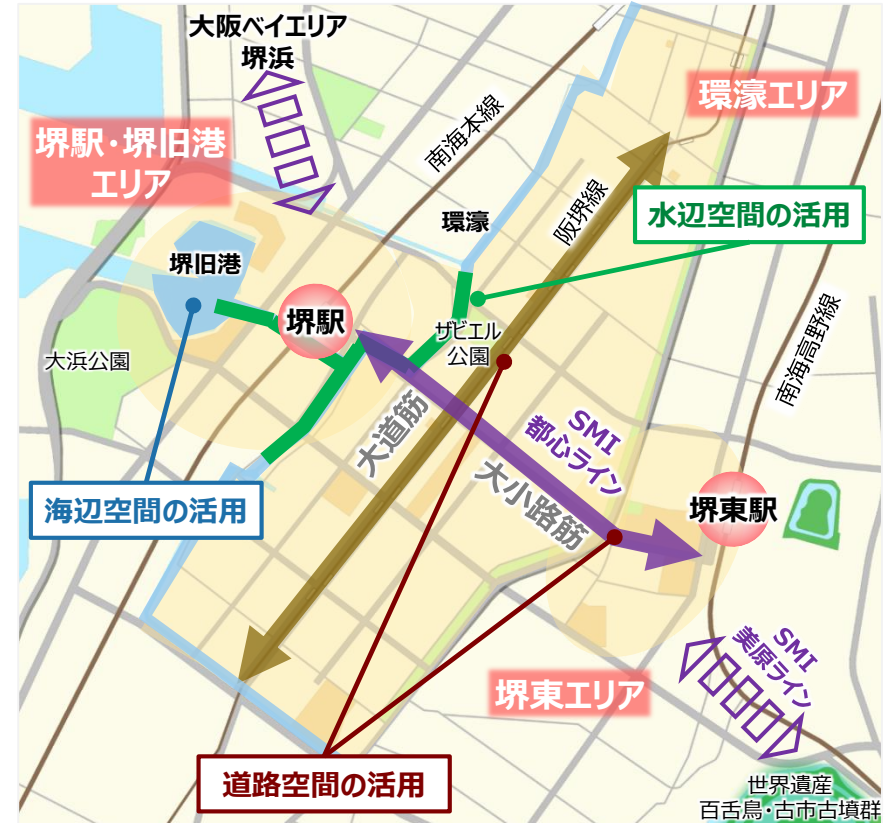 大阪ベイエリア
堺浜
環濠エリア
堺駅・堺旧港
エリア
南海本線
阪堺線
環濠
水辺空間の活用
堺旧港
堺駅
ザビエル
公園
大浜公園
南海高野線
大道筋
SMI
都心ライン
大小路筋
海辺空間の活用
堺東駅
SMI
美原ライン
堺東エリア
道路空間の活用
世界遺産
百舌鳥・古市古墳群